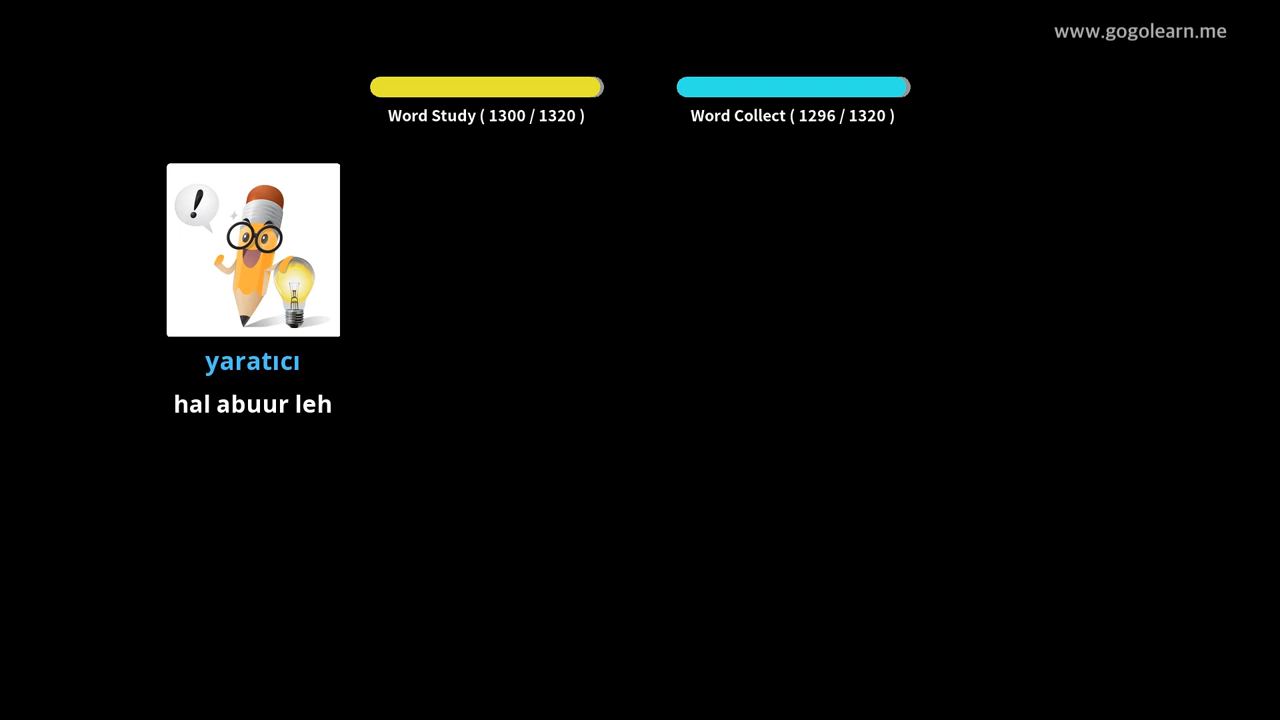 www.gogolearn.me
Word Study ( 1300 / 1320 )
Word Collect ( 1296 / 1320 )
!
yaratıcı
hal abuur leh